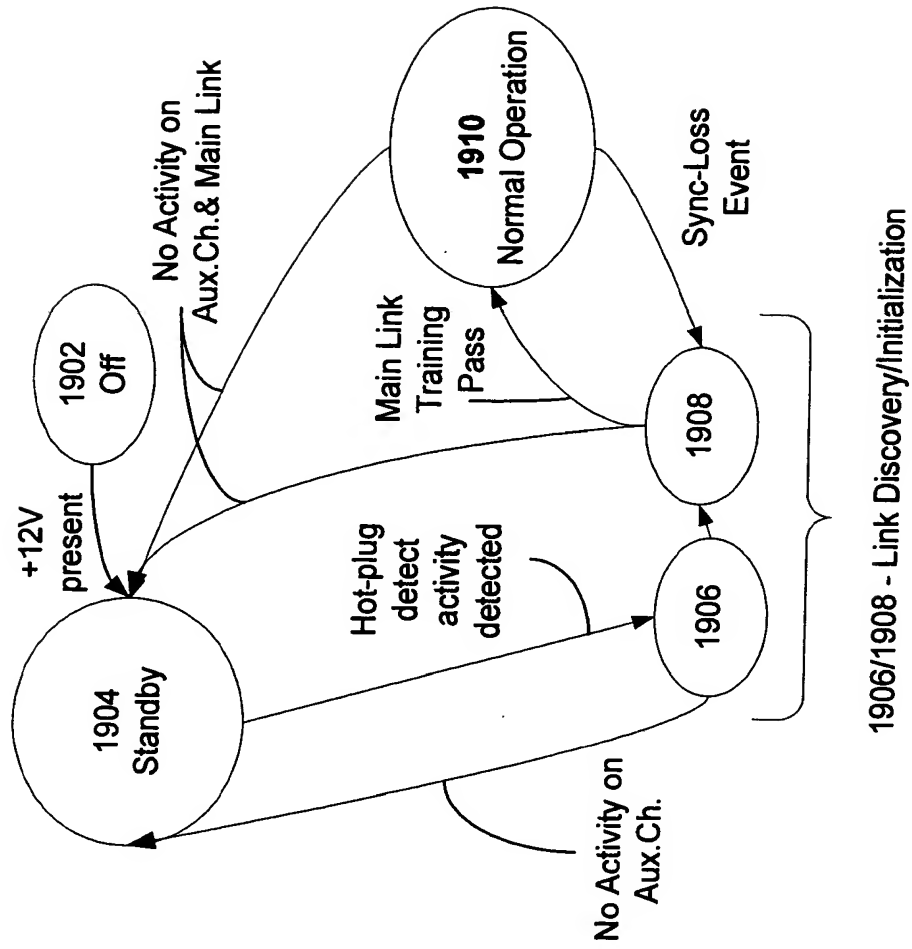 1902
Off
+12V
present
1904
Standby
No Activity on
Aux.Ch.& Main Link
1910
Normal Operation
Main Link
Training
Pass
Hot-plug
detect
activity
detected
Sync-Loss
Event
1906
1908
No Activity on
Aux.Ch.
1906/1908 - Link Discovery/Initialization